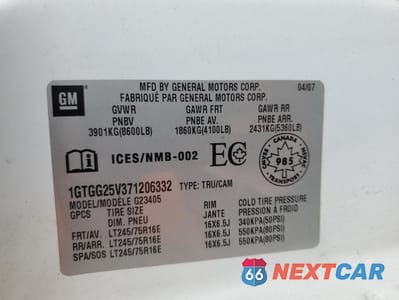 GM
MFD BY GENERAL MOTORS CORP. 04/07
FABRIQUÉ PAR GENERAL MOTORS CORP.
GVWR GAWR FRT GAWR RR
PNBV PNBE AV. PNBE ARR.
3901KG(8600LB) 1860KG(4100LB) 2431KG(5360LB)
ICES/NMB-002 EC CANADA 985 TRANSPORT
1GTGG25V371206332 TYPE: TRU/CAM
MODEL/MODÈLE G23405
GPCS TIRE SIZE RIM COLD TIRE PRESSURE
DIM. PNEU JANTE PRESSION À FROID
FRT/AV. LT245/75R16E 16X6.5J 340KPA(50PSI)
RR/ARR. LT245/75R16E 16X6.5J 550KPA(80PSI)
SPA/SOS LT245/75R16E 16X6.5J 550KPA(80PSI)
66 NEXTCAR